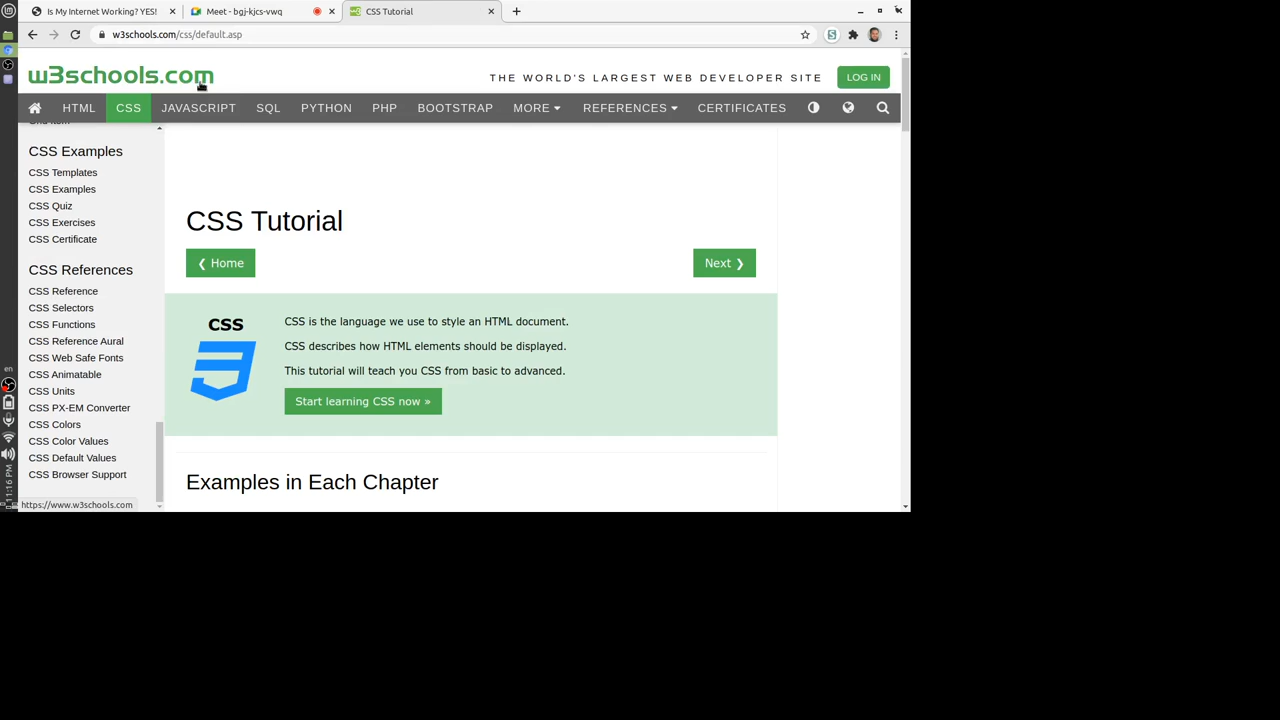 Is My Internet Working? YES!
Meet - bgj-kjcs-vwq
CSS Tutorial
w3schools.com/css/default.asp
w3schools.com
THE WORLD'S LARGEST WEB DEVELOPER SITE
LOG IN
HTML CSS JAVASCRIPT SQL PYTHON PHP BOOTSTRAP MORE REFERENCES CERTIFICATES
CSS Examples
CSS Templates
CSS Examples
CSS Quiz
CSS Exercises
CSS Certificate
CSS References
CSS Reference
CSS Selectors
CSS Functions
CSS Reference Aural
CSS Web Safe Fonts
CSS Animatable
CSS Units
CSS PX-EM Converter
CSS Colors
CSS Color Values
CSS Default Values
CSS Browser Support
https://www.w3schools.com
CSS Tutorial
❮ Home
Next ❯
CSS
CSS is the language we use to style an HTML document.
CSS describes how HTML elements should be displayed.
This tutorial will teach you CSS from basic to advanced.
Start learning CSS now »
Examples in Each Chapter
en
11:16 PM